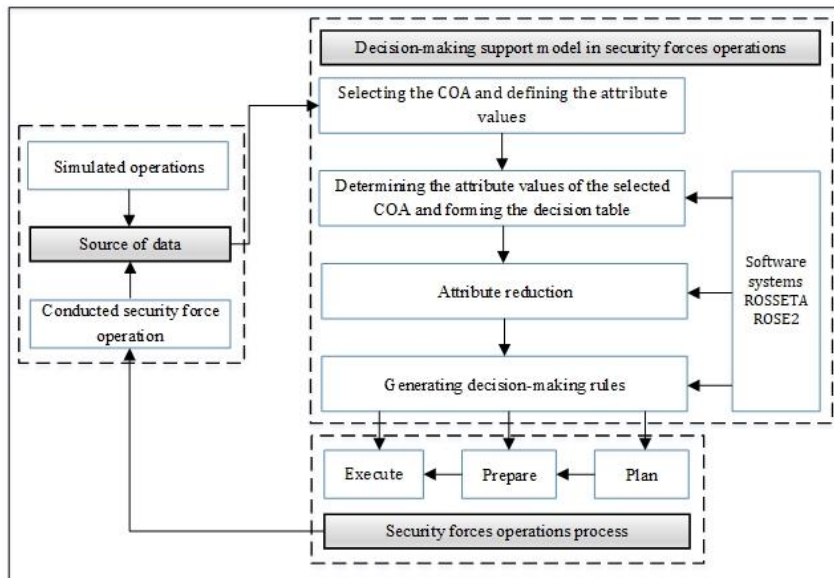 Decision-making support model in security forces operations
Selecting the COA and defining the attribute
values
Simulated operations
Determining the attribute values of the selected
COA and forming the decision table
Source of data
Software
systems
ROSSETA
ROSE2
Attribute reduction
Conducted security force
operation
Generating decision-making rules
Execute
Prepare
Plan
Security forces operations process